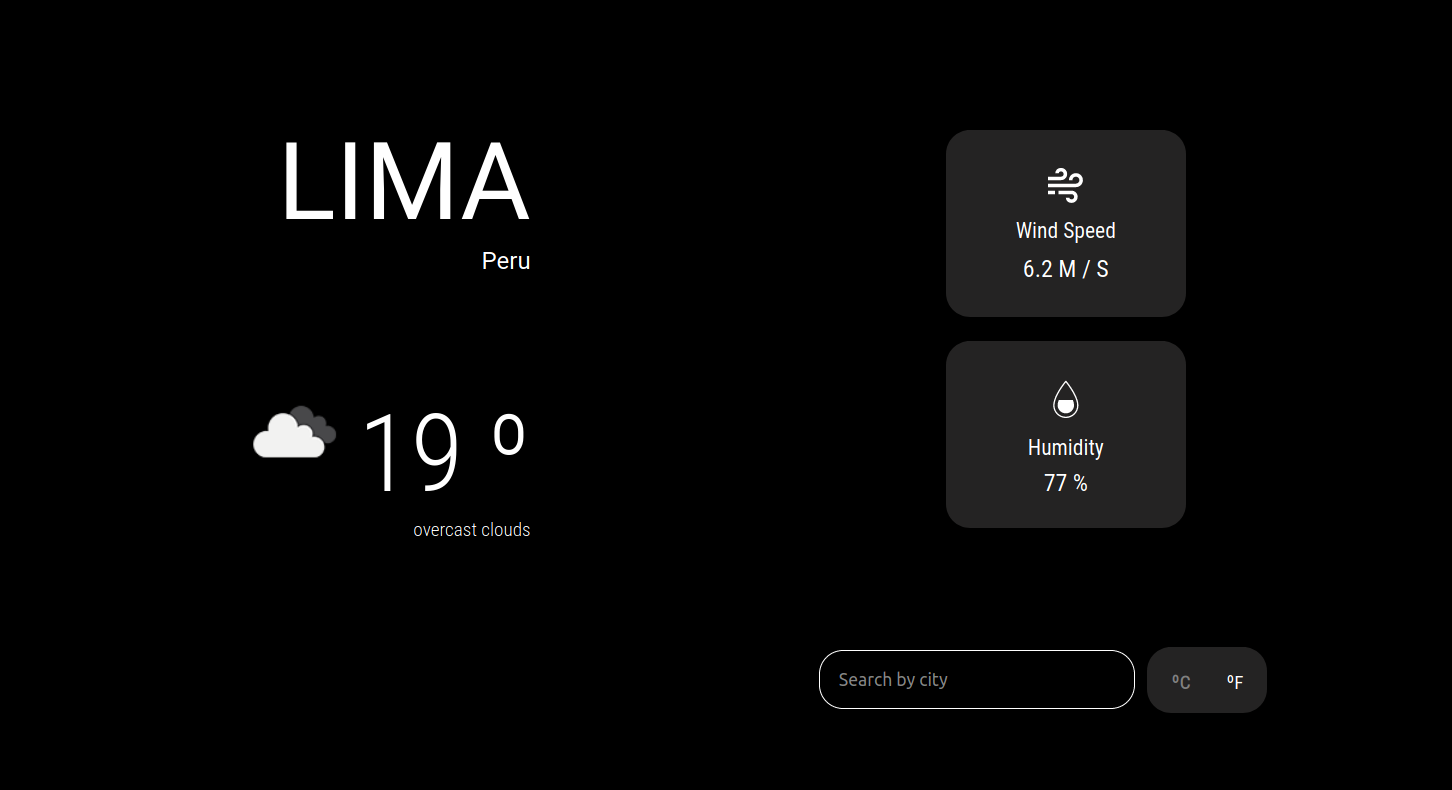 LIMA
Peru
19 º
overcast clouds
Wind Speed
6.2 M / S
Humidity
77 %
Search by city
ºC
ºF